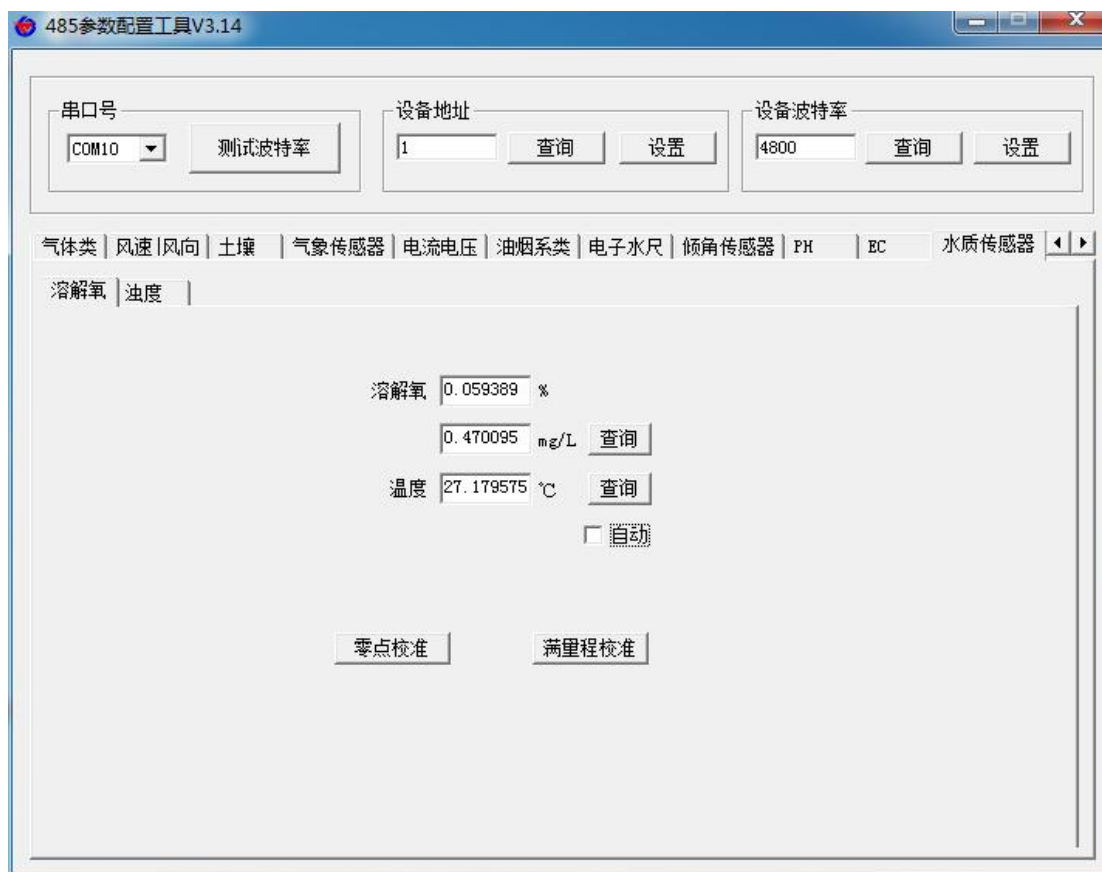 485参数配置工具V3.14
串口号 设备地址 设备波特率
COM10 测试波特率 1 查询 设置 4800 查询 设置
气体类 风速|风向 土壤 气象传感器 电流电压 油烟系类 电子水尺 倾角传感器 PH EC 水质传感器
溶解氧 浊度
溶解氧 0.059389 %
0.470095 mg/L 查询
温度 27.179575 ℃ 查询
自动
零点校准 满里程校准